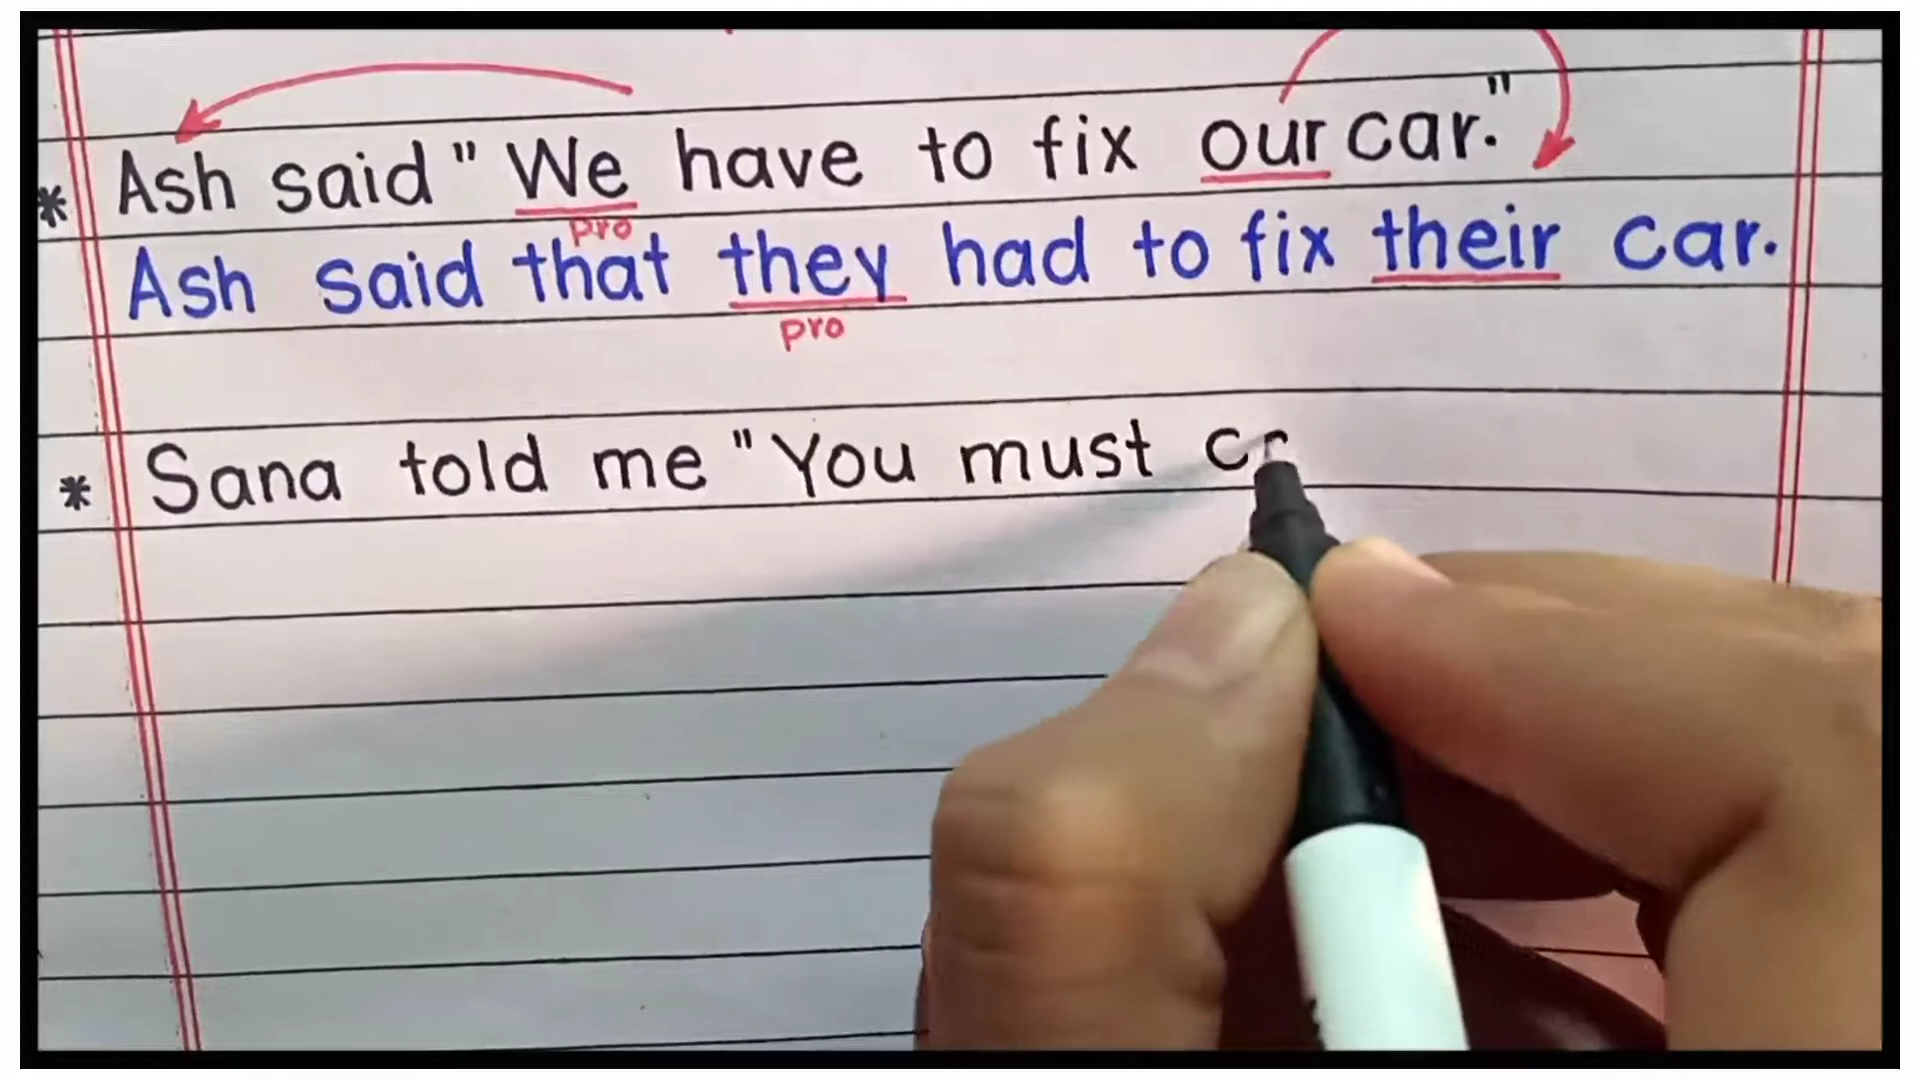 * Ash said "We have to fix our car."
pro
Ash said that they had to fix their car.
pro
* Sana told me "You must